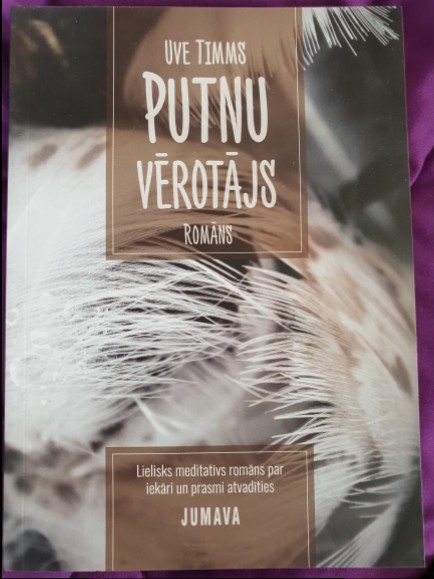 UVE TIMMS
PUTNU
VĒROTĀJS
ROMĀNS
Lielisks meditatīvs romāns par
iekāri un prasmi atvadīties
JUMAVA